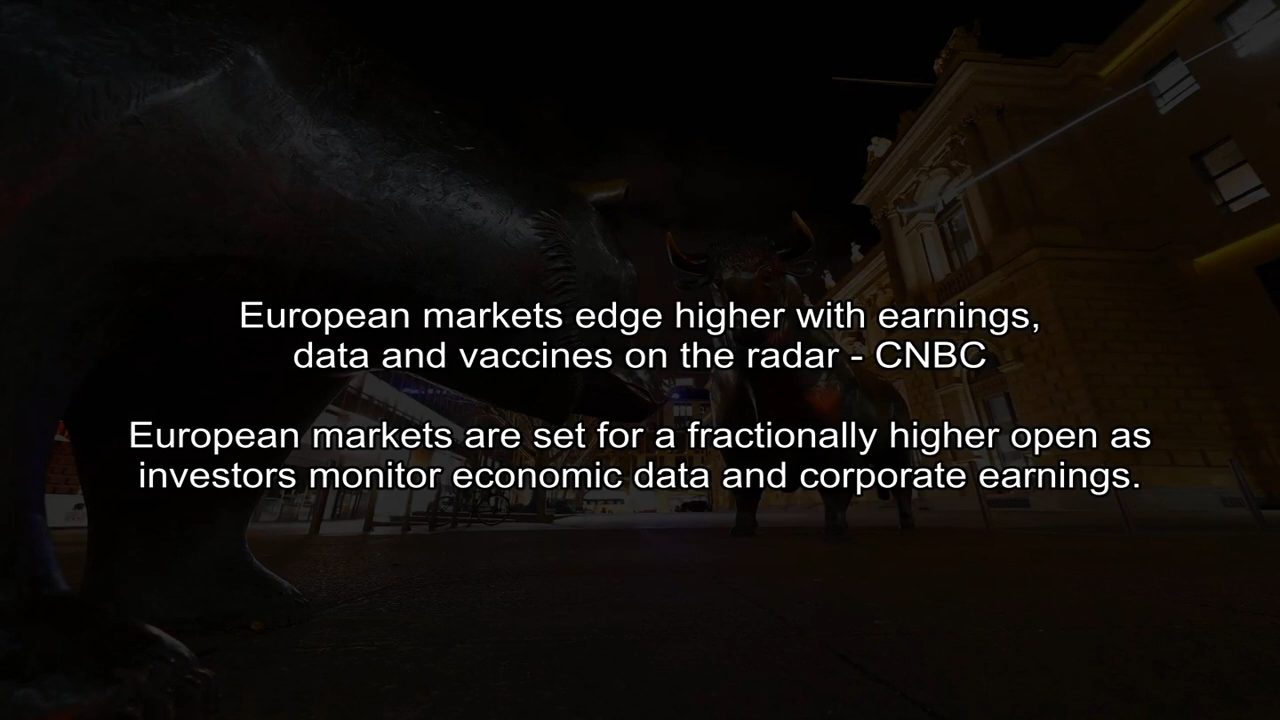 European markets edge higher with earnings,
data and vaccines on the radar - CNBC
European markets are set for a fractionally higher open as
investors monitor economic data and corporate earnings.